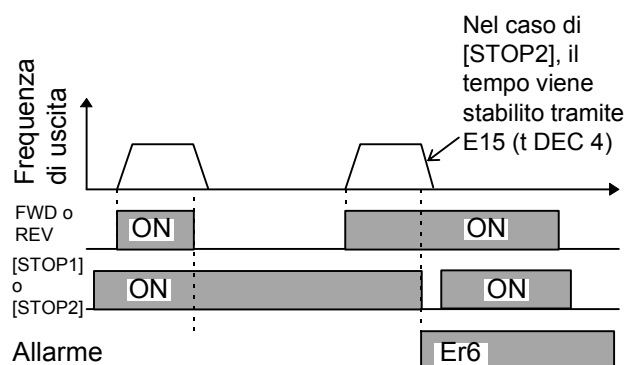 Nel caso di
[STOP2], il
tempo viene
stabilito tramite
E15 (t DEC 4)
Frequenza
di uscita
FWD o
REV
ON
ON
[STOP1]
o
[STOP2]
ON
ON
Allarme
Er6